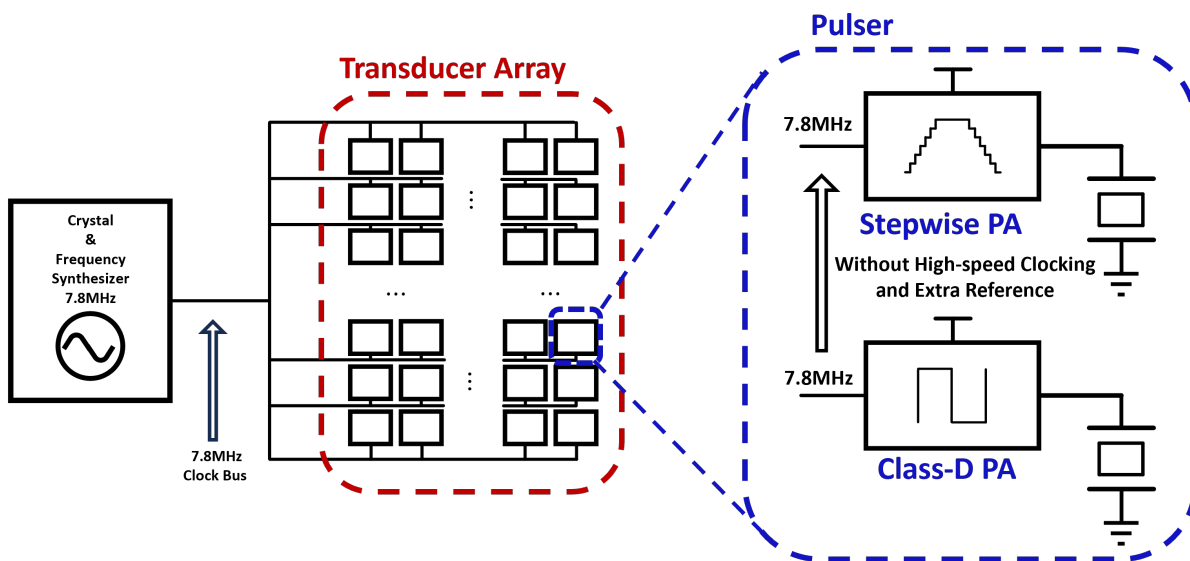 Pulser
Transducer Array
7.8MHz
Stepwise PA
Without High-speed Clocking
and Extra Reference
Crystal
&
Frequency
Synthesizer
7.8MHz
...
...
...
...
7.8MHz
Clock Bus
7.8MHz
Class-D PA